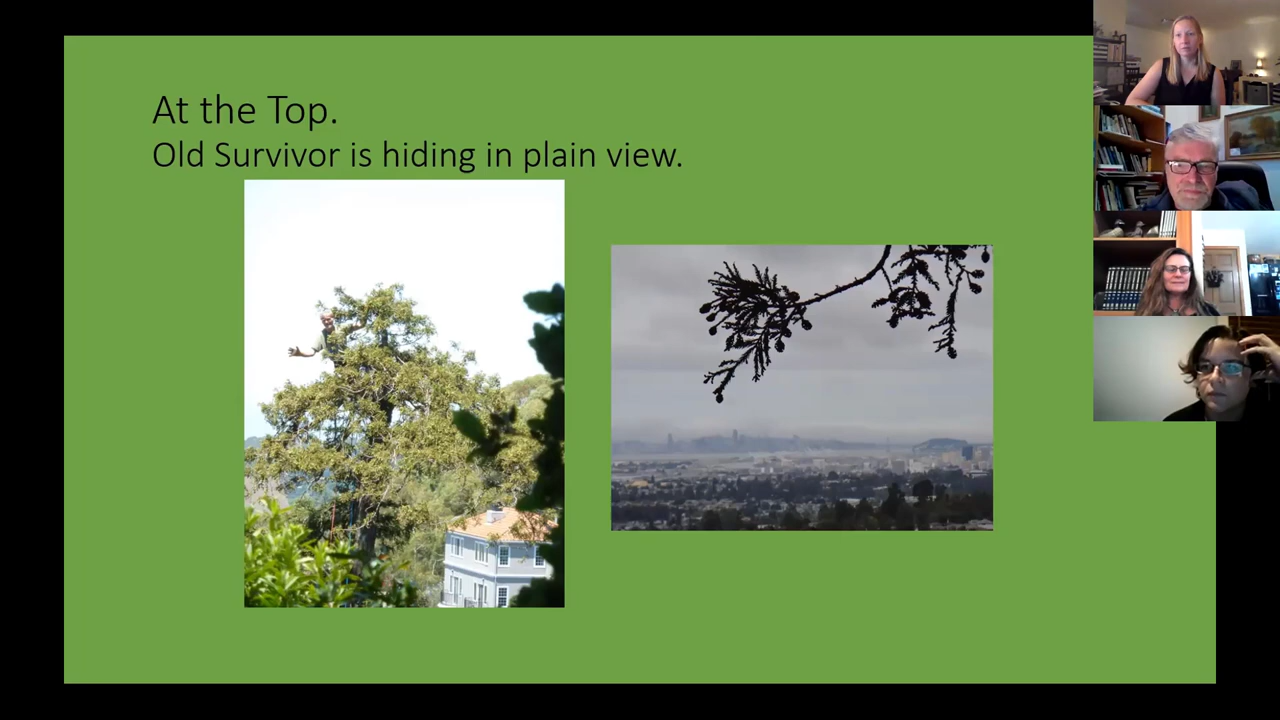 At the Top.
Old Survivor is hiding in plain view.